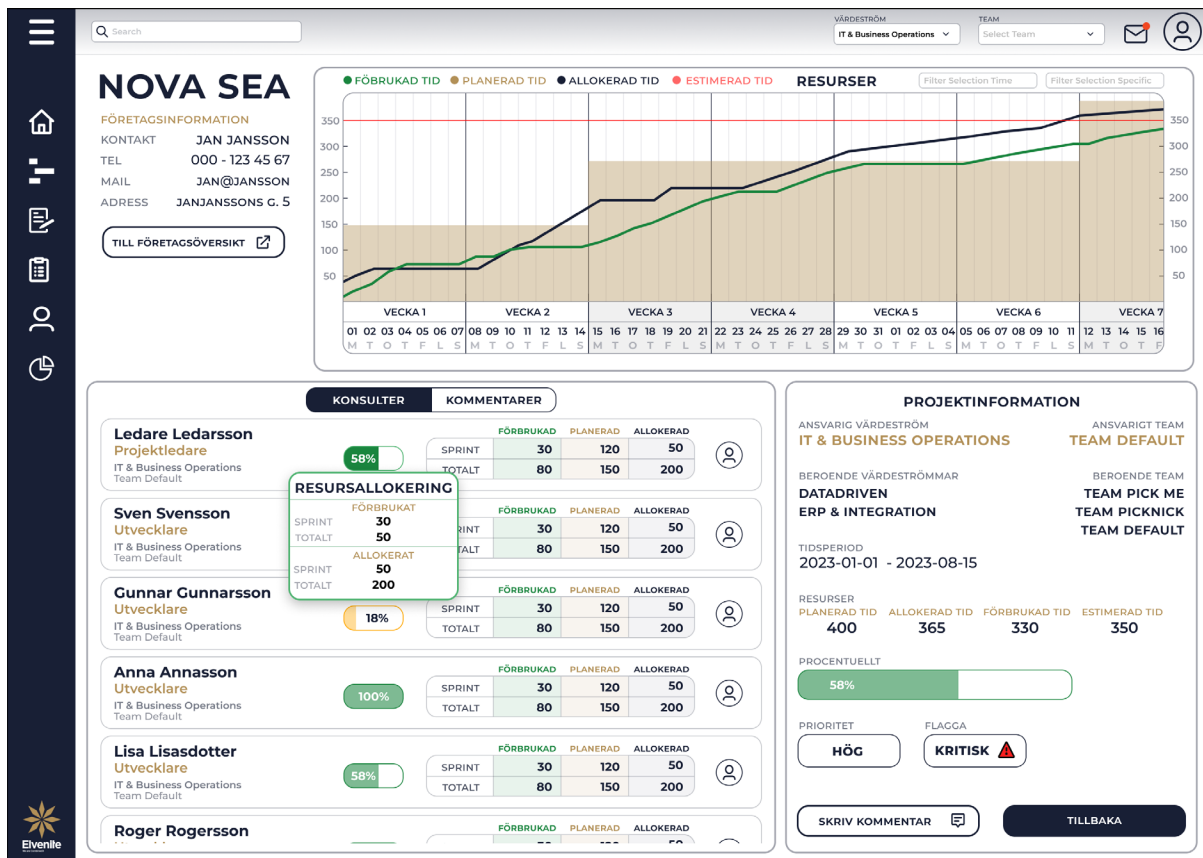 Search
VÄRDESTRÖM
IT & Business Operations
TEAM
Select Team
NOVA SEA
FÖRETAGSINFORMATION
KONTAKT JAN JANSSON
TEL 000 - 123 45 67
MAIL JAN@JANSSON
ADRESS JANJANSSONS G. 5
TILL FÖRETAGSÖVERSIKT
FÖBRUKAD TID PLANERAD TID ALLOKERAD TID ESTIMERAD TID RESURSER Filter Selection Time Filter Selection Specific
350 350
300 300
250 250
200 200
150 150
100 100
50 50
VECKA 1 VECKA 2 VECKA 3 VECKA 4 VECKA 5 VECKA 6 VECKA 7
01 02 03 04 05 06 07 08 09 10 11 12 13 14 15 16 17 18 19 20 21 22 23 24 25 26 27 28 29 30 31 01 02 03 04 05 06 07 08 09 10 11 12 13 14 15 16
M T O T F L S M T O T F L S M T O T F L S M T O T F L S M T O T F L S M T O T F L S M T O T F
KONSULTER KOMMENTARER
Ledare Ledarsson
Projektledare
IT & Business Operations
Team Default
58%
FÖRBRUKAD PLANERAD ALLOKERAD
SPRINT 30 120 50
TOTALT 80 150 200
RESURSALLOKERING
FÖRBRUKAT
SPRINT 30
TOTALT 50
ALLOKERAT
SPRINT 50
TOTALT 200
Sven Svensson
Utvecklare
IT & Business Operations
Team Default
FÖRBRUKAD PLANERAD ALLOKERAD
RINT 30 120 50
TALT 80 150 200
Gunnar Gunnarsson
Utvecklare
IT & Business Operations
Team Default
18%
FÖRBRUKAD PLANERAD ALLOKERAD
SPRINT 30 120 50
TOTALT 80 150 200
Anna Annasson
Utvecklare
IT & Business Operations
Team Default
100%
FÖRBRUKAD PLANERAD ALLOKERAD
SPRINT 30 120 50
TOTALT 80 150 200
Lisa Lisasdotter
Utvecklare
IT & Business Operations
Team Default
58%
FÖRBRUKAD PLANERAD ALLOKERAD
SPRINT 30 120 50
TOTALT 80 150 200
Roger Rogersson
FÖRBRUKAD PLANERAD ALLOKERAD
PROJEKTINFORMATION
ANSVARIG VÄRDESTRÖM ANSVARIGT TEAM
IT & BUSINESS OPERATIONS TEAM DEFAULT
BEROENDE VÄRDESTRÖMMAR BEROENDE TEAM
DATADRIVEN TEAM PICK ME
ERP & INTEGRATION TEAM PICKNICK
TEAM DEFAULT
TIDSPERIOD
2023-01-01 - 2023-08-15
RESURSER
PLANERAD TID ALLOKERAD TID FÖRBRUKAD TID ESTIMERAD TID
400 365 330 350
PROCENTUELLT
58%
PRIORITET FLAGGA
HÖG KRITISK
SKRIV KOMMENTAR TILLBAKA
Elvenite